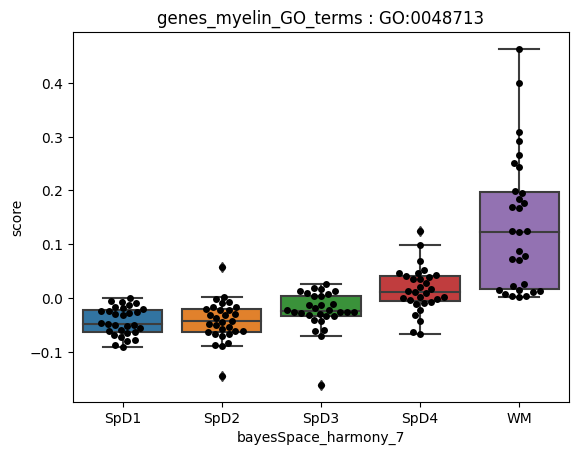 genes_myelin_GO_terms : GO:0048713
score
0.4
0.3
0.2
0.1
0.0
−0.1
SpD1 SpD2 SpD3 SpD4 WM
bayesSpace_harmony_7